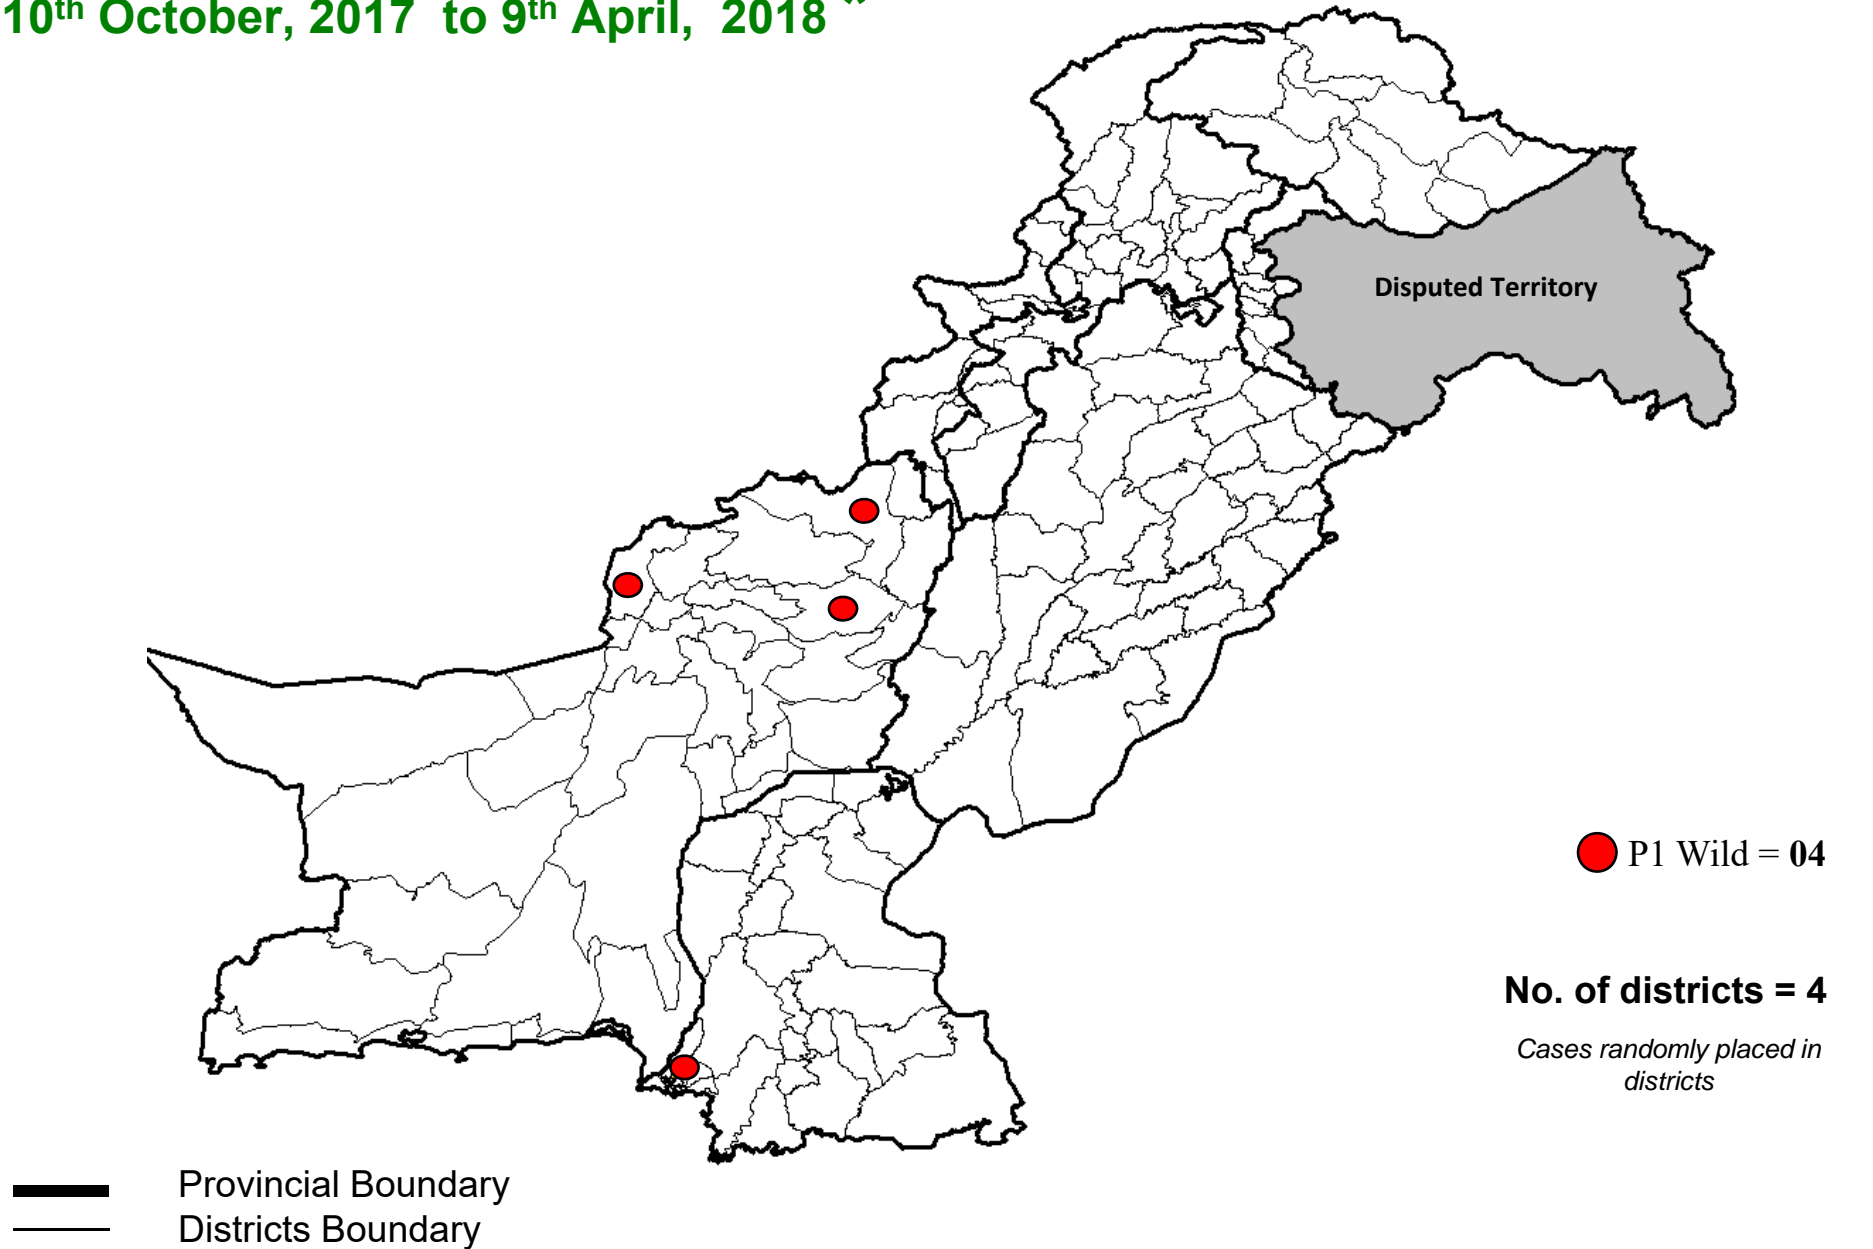 10th October, 2017 to 9th April, 2018 *
Disputed Territory
P1 Wild = 04
No. of districts = 4
Cases randomly placed in
districts
Provincial Boundary
Districts Boundary